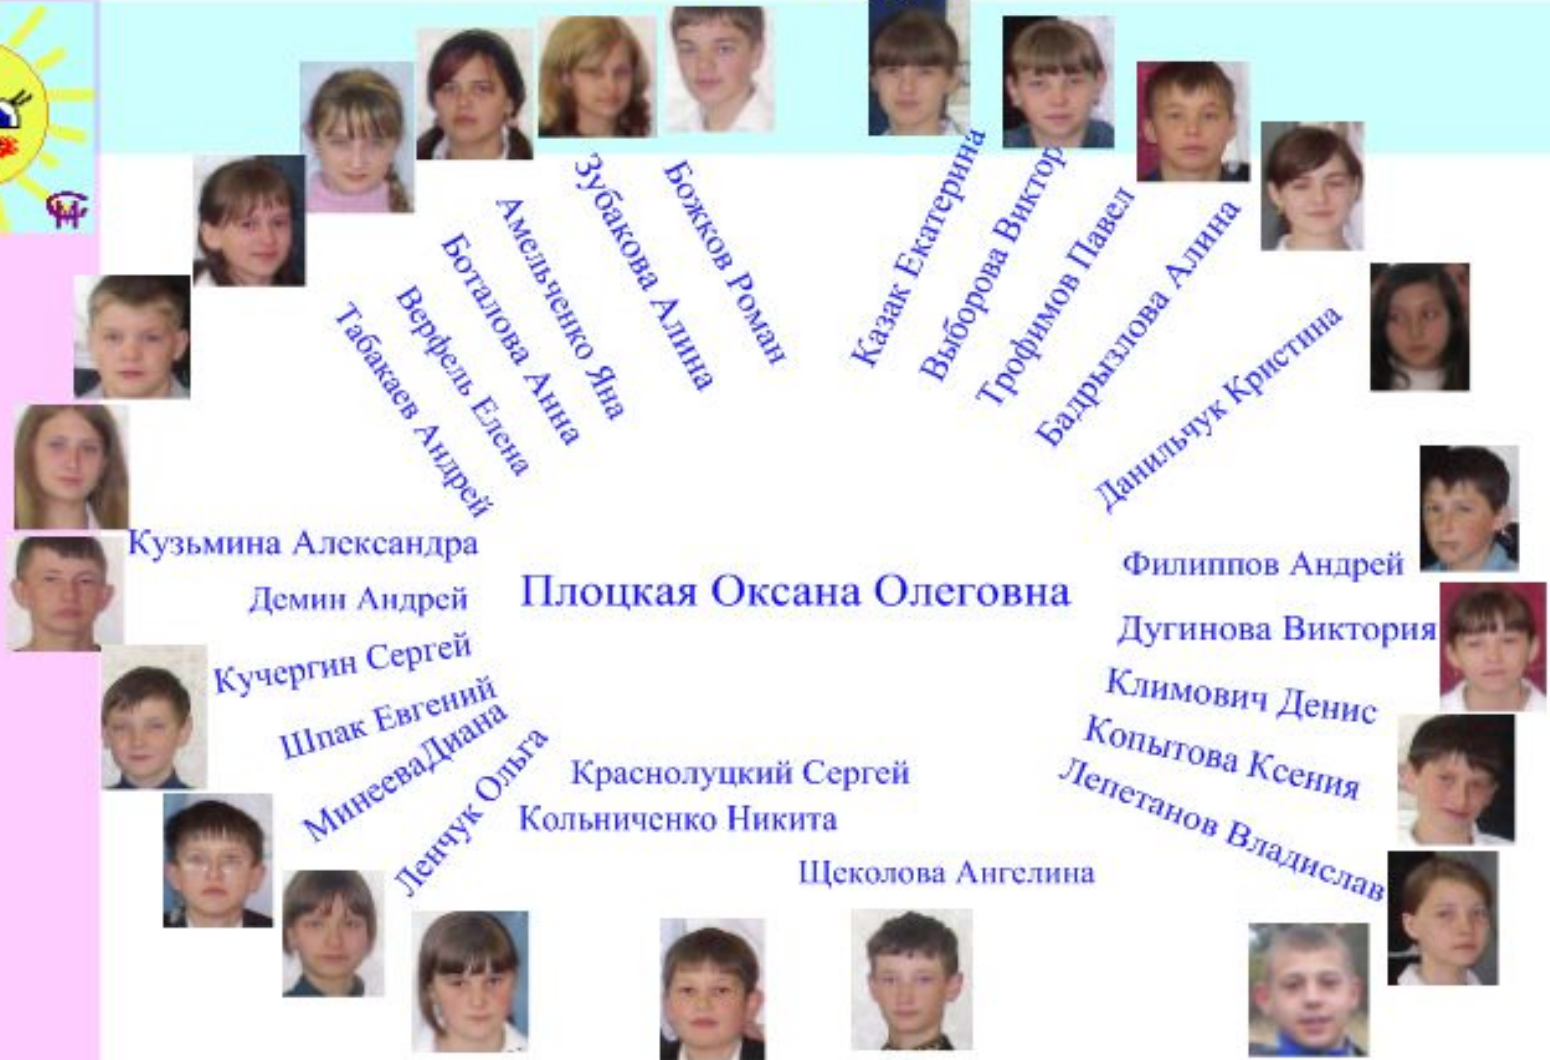 Божков Роман
Зубакова Алина
Амельченко Яна
Боталова Анна
Верфель Елена
Табакаев Андрей
Казак Екатерина
Выборова Виктор
Трофимов Павел
Бадрызлова Алина
Данильчук Кристина
Кузьмина Александра
Демин Андрей
Кучергин Сергей
Шпак Евгений
МинееваДиана
Ленчук Ольга
Плоцкая Оксана Олеговна
Филиппов Андрей
Дугинова Виктория
Климович Денис
Копытова Ксения
Лепетанов Владислав
Краснолуцкий Сергей
Кольниченко Никита
Щеколова Ангелина